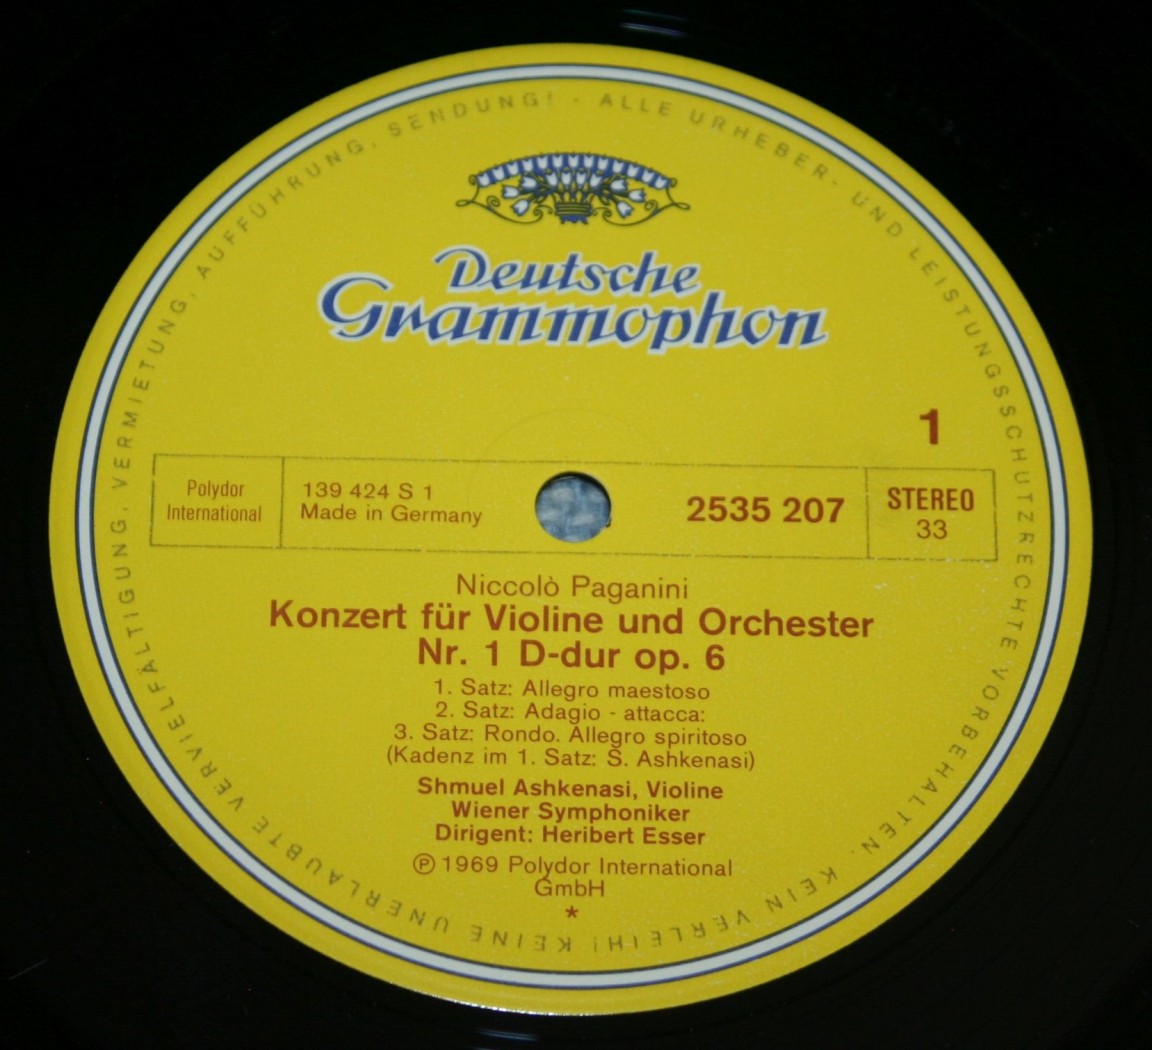 ALLE URHEBER- UND LEISTUNGSSCHUTZRECHTE VORBEHALTEN. KEIN VERLEIH! KEINE UNERLAUBTE VERVIELFÄLTIGUNG, VERMIETUNG, AUFFÜHRUNG, SENDUNG! -
Deutsche
Grammophon
1
Polydor
International
139 424 S 1
Made in Germany
2535 207
STEREO
33
Niccolò Paganini
Konzert für Violine und Orchester
Nr. 1 D-dur op. 6
1. Satz: Allegro maestoso
2. Satz: Adagio - attacca:
3. Satz: Rondo. Allegro spiritoso
(Kadenz im 1. Satz: S. Ashkenasi)
Shmuel Ashkenasi, Violine
Wiener Symphoniker
Dirigent: Heribert Esser
Ⓟ 1969 Polydor International
GmbH
*